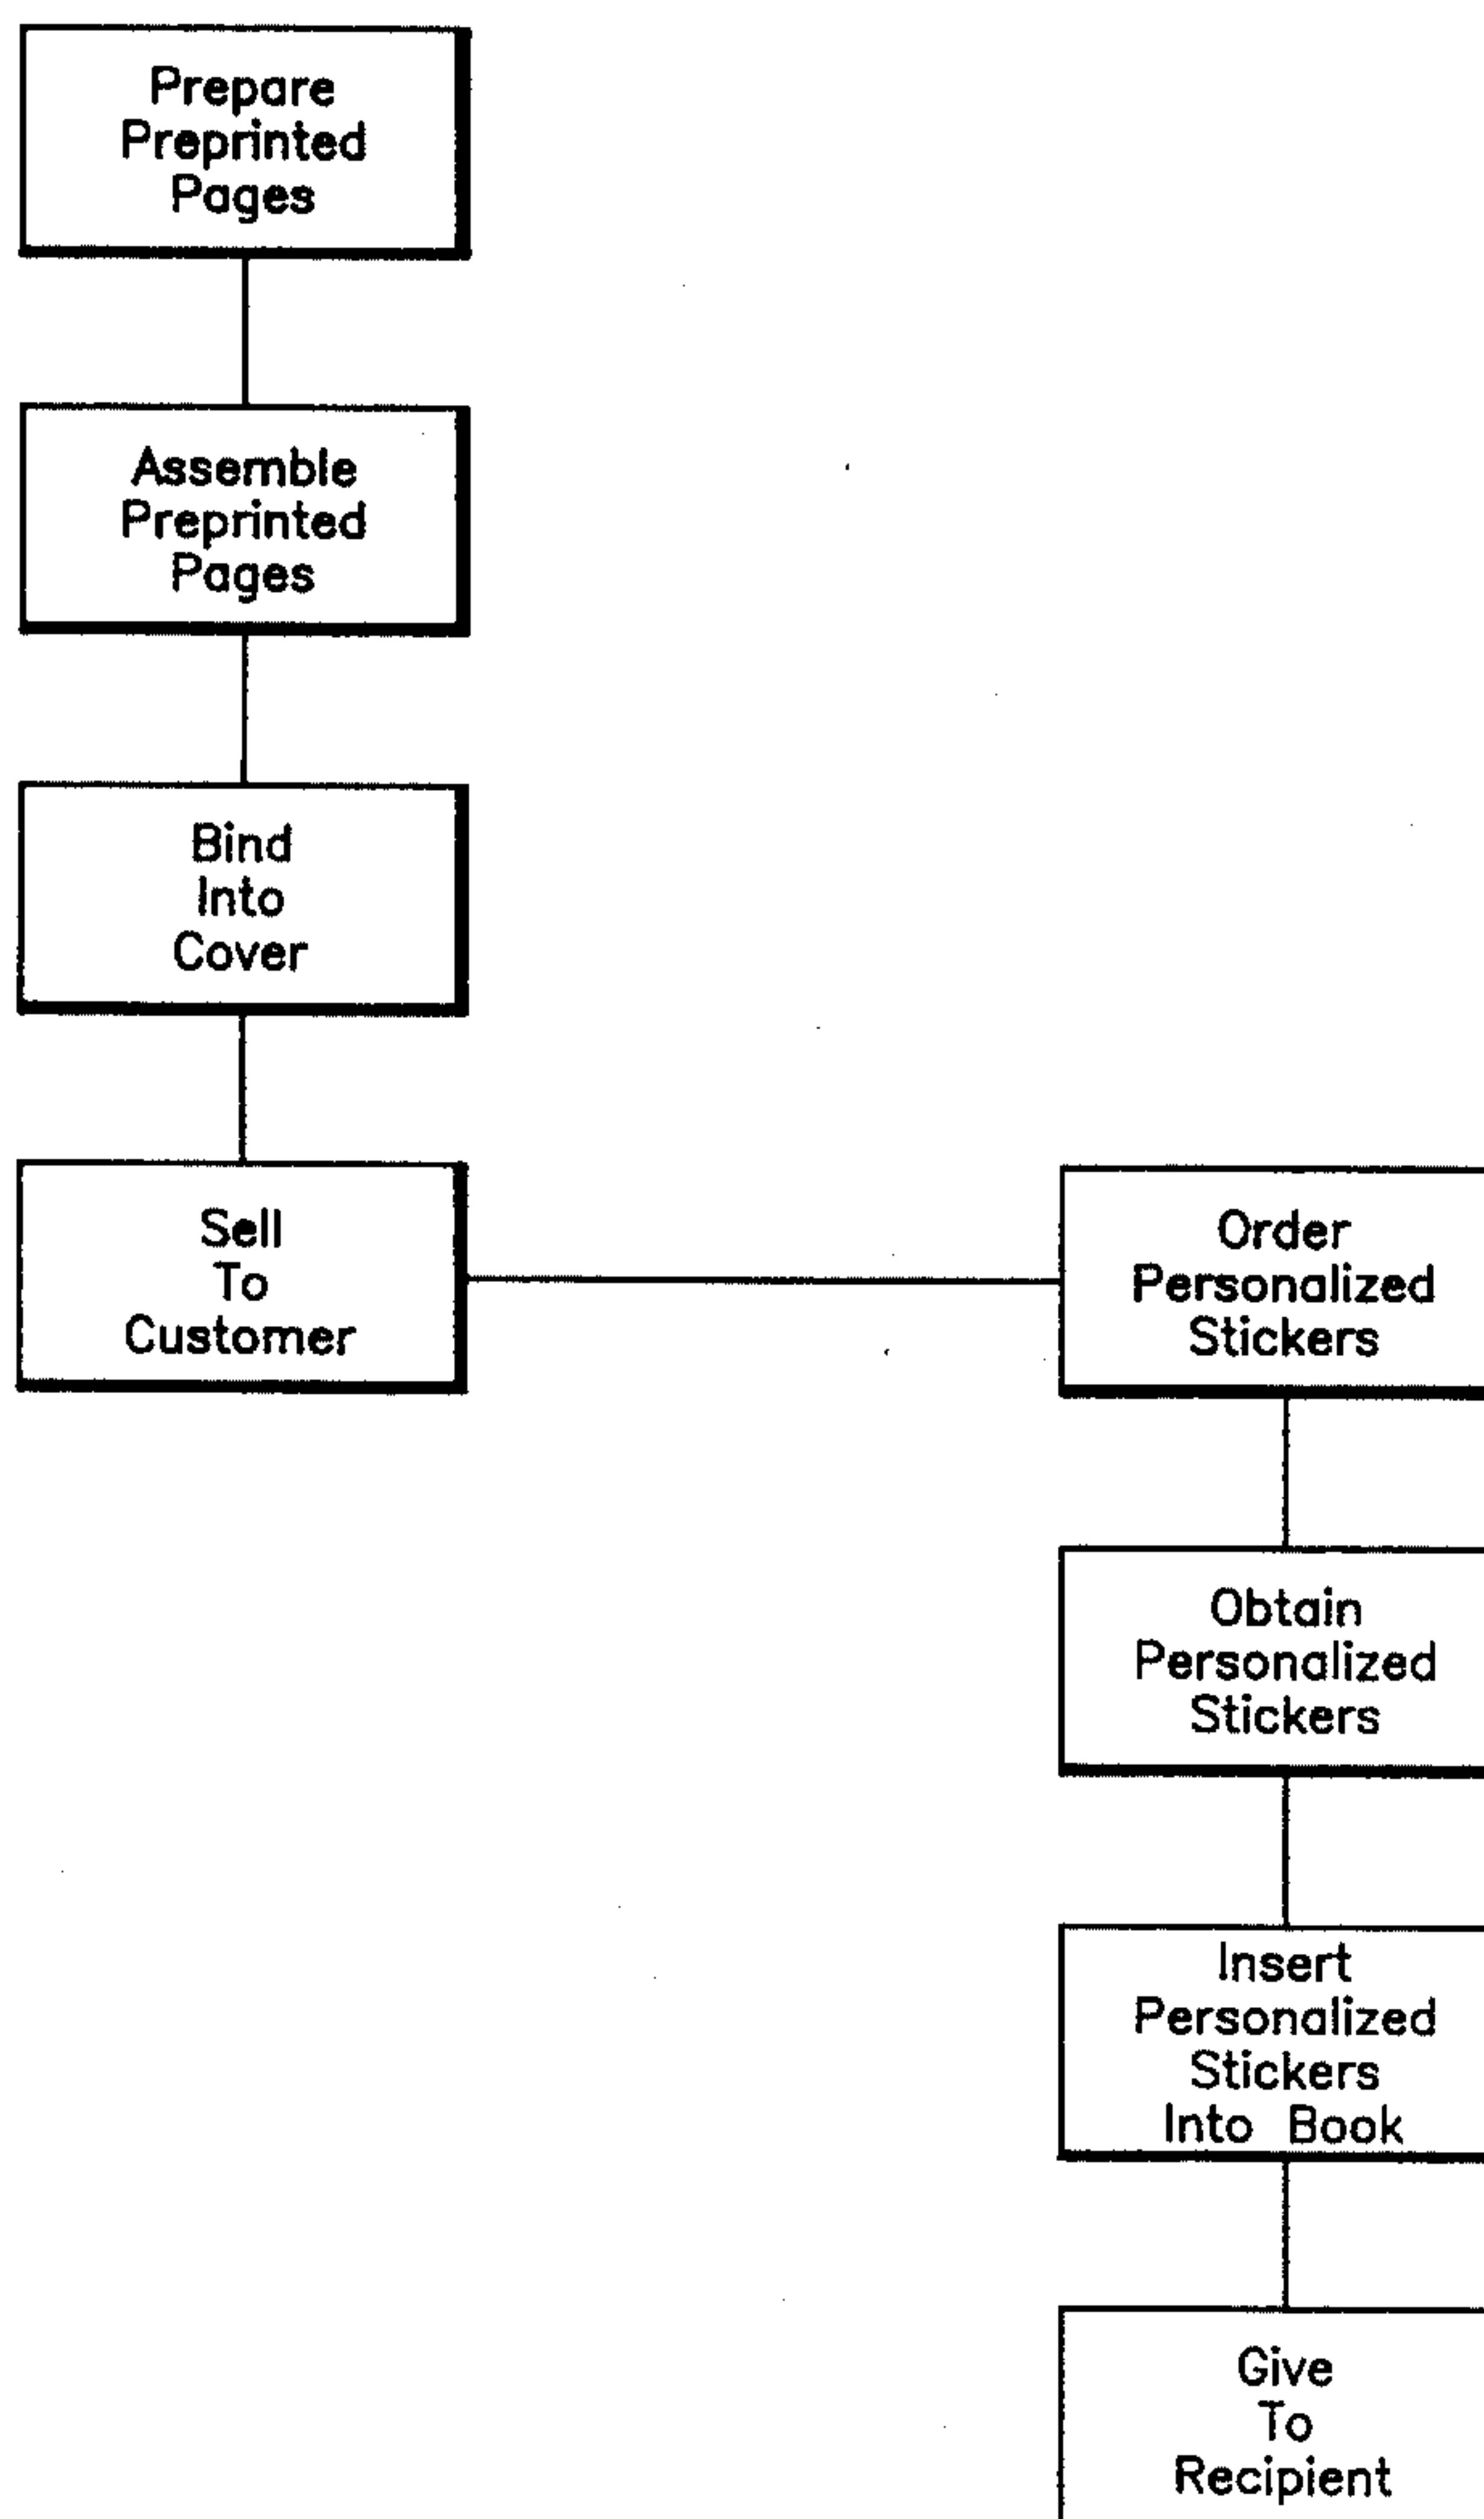 Prepare
Preprinted
Pages
Assemble
Preprinted
Pages
Bind
Into
Cover
Sell
To
Customer
Order
Personalized
Stickers
Obtain
Personalized
Stickers
Insert
Personalized
Stickers
Into Book
Give
To
Recipient